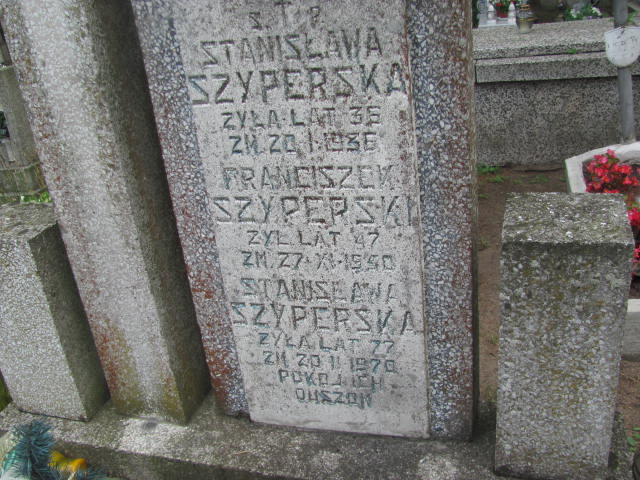 Ś.T.P.
STANISŁAWA
SZYPERSKA
ŻYŁA LAT 36
ZM. 20.I.1936
FRANCISZEK
SZYPERSKI
ŻYŁ LAT 47
ZM. 27.XI.1940
STANISŁAWA
SZYPERSKA
ŻYŁA LAT 77
ZM. 20.II.1970
POKÓJ ICH
DUSZOM